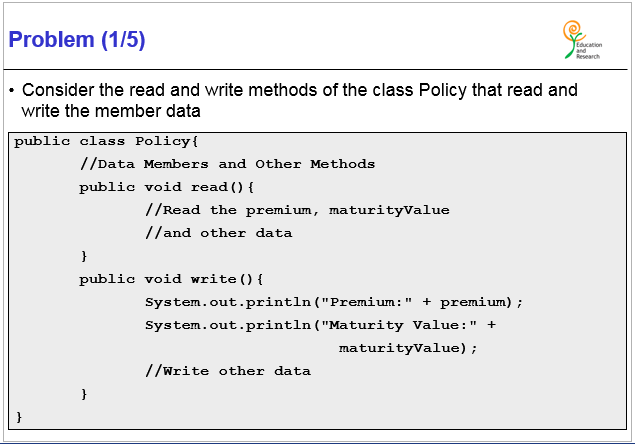 Problem (1/5)
Education
and
Research
• Consider the read and write methods of the class Policy that read and
write the member data
public class Policy{
//Data Members and Other Methods
public void read(){
//Read the premium, maturityValue
//and other data
}
public void write(){
System.out.println("Premium:" + premium);
System.out.println("Maturity Value:" +
maturityValue);
//Write other data
}
}